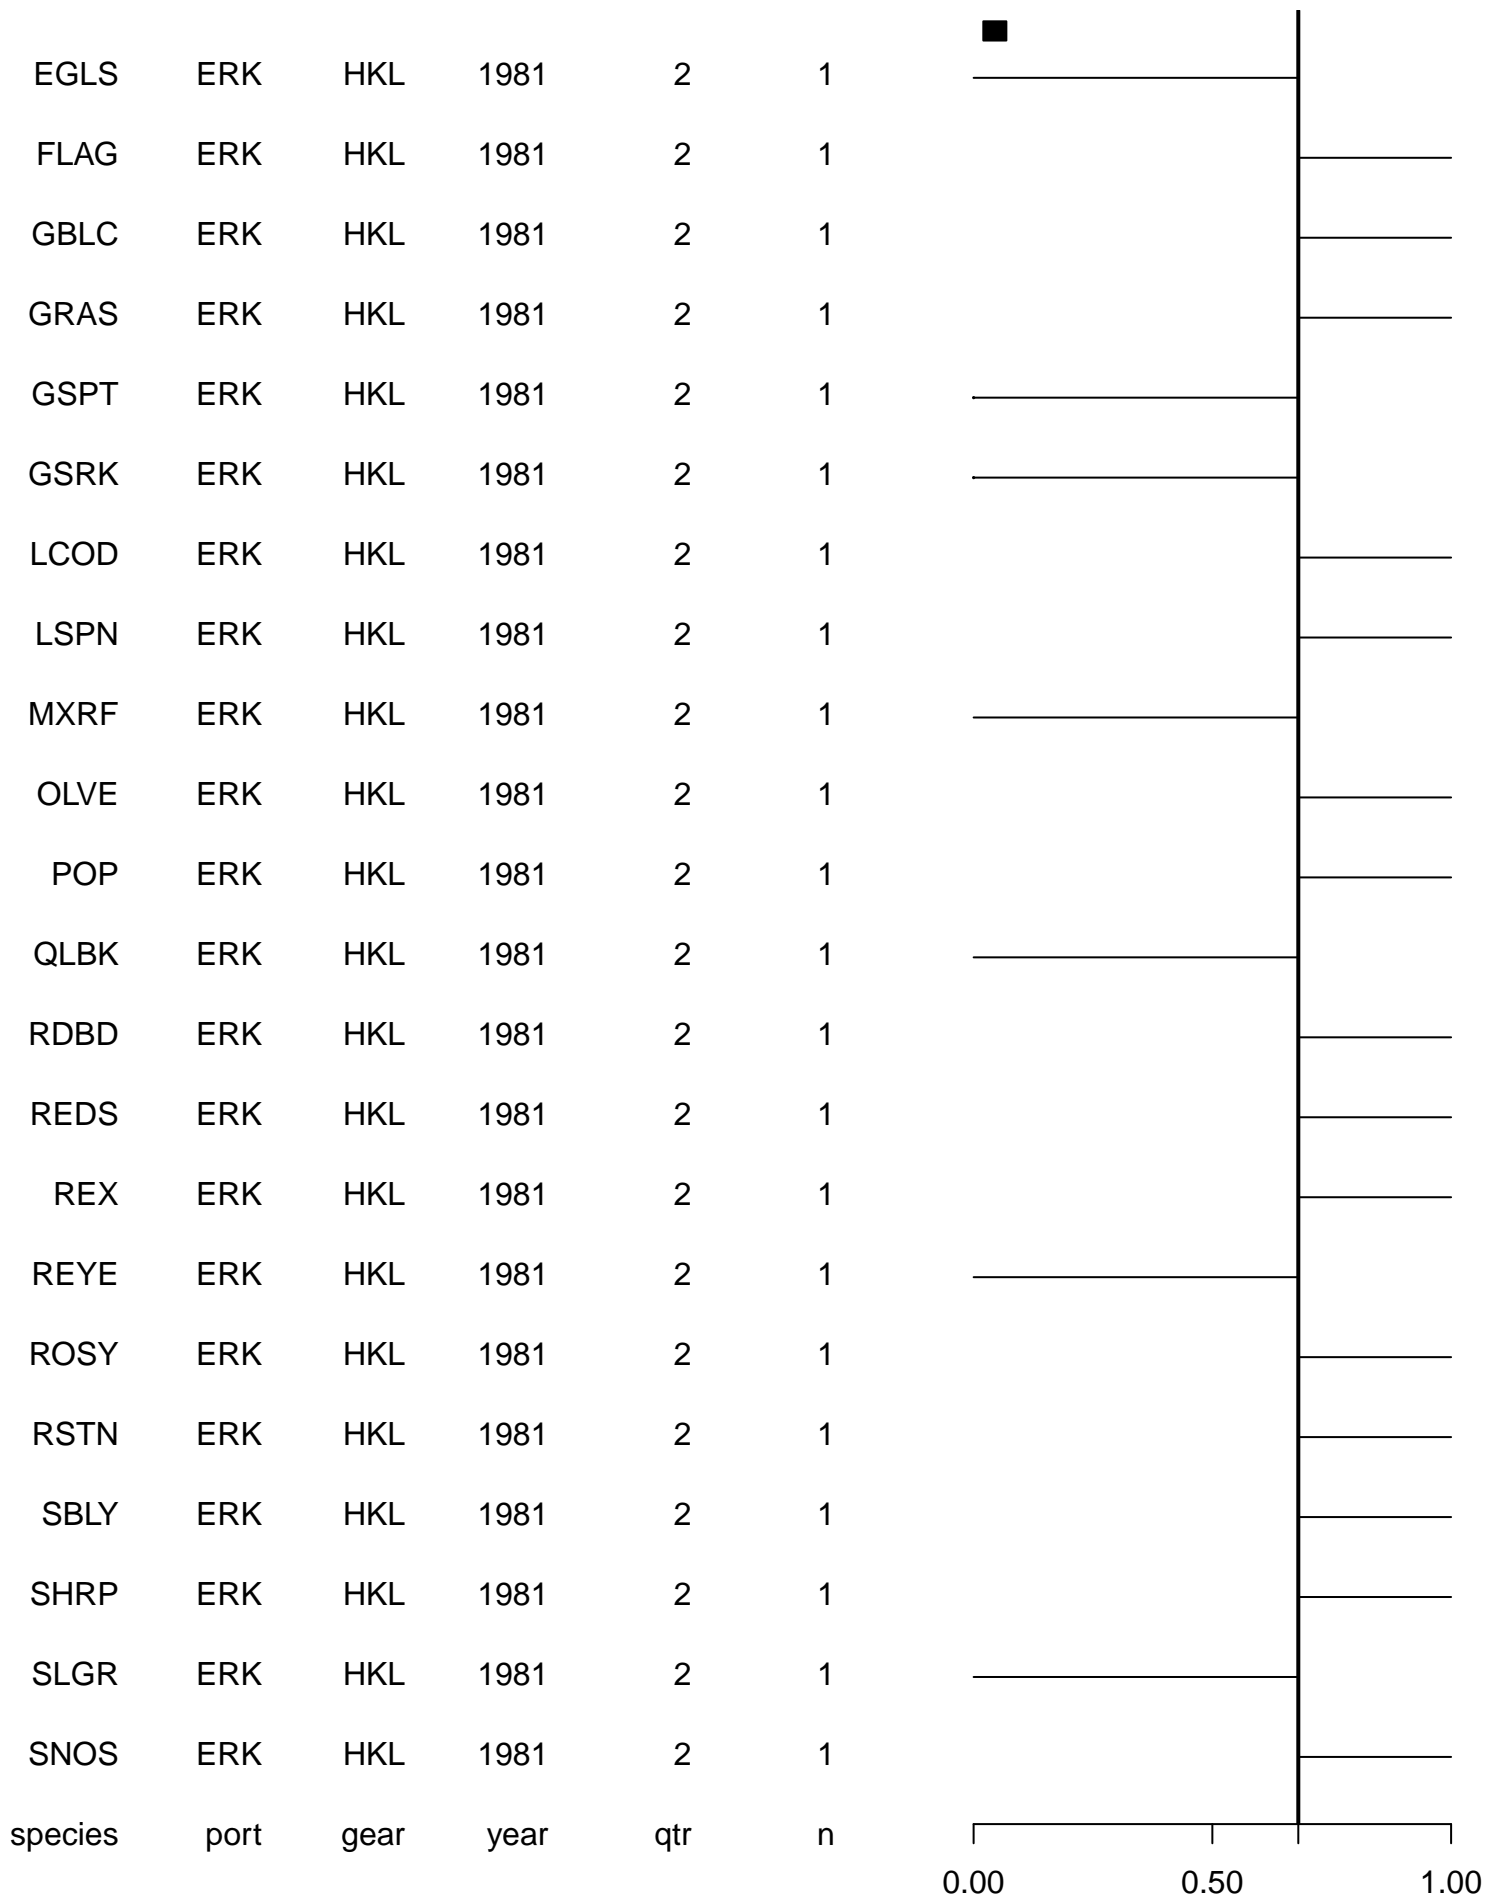 EGLS ERK HKL 1981 2 1
FLAG ERK HKL 1981 2 1
GBLC ERK HKL 1981 2 1
GRAS ERK HKL 1981 2 1
GSPT ERK HKL 1981 2 1
GSRK ERK HKL 1981 2 1
LCOD ERK HKL 1981 2 1
LSPN ERK HKL 1981 2 1
MXRF ERK HKL 1981 2 1
OLVE ERK HKL 1981 2 1
POP ERK HKL 1981 2 1
QLBK ERK HKL 1981 2 1
RDBD ERK HKL 1981 2 1
REDS ERK HKL 1981 2 1
REX ERK HKL 1981 2 1
REYE ERK HKL 1981 2 1
ROSY ERK HKL 1981 2 1
RSTN ERK HKL 1981 2 1
SBLY ERK HKL 1981 2 1
SHRP ERK HKL 1981 2 1
SLGR ERK HKL 1981 2 1
SNOS ERK HKL 1981 2 1
species port gear year qtr n
0.00 0.50 1.00